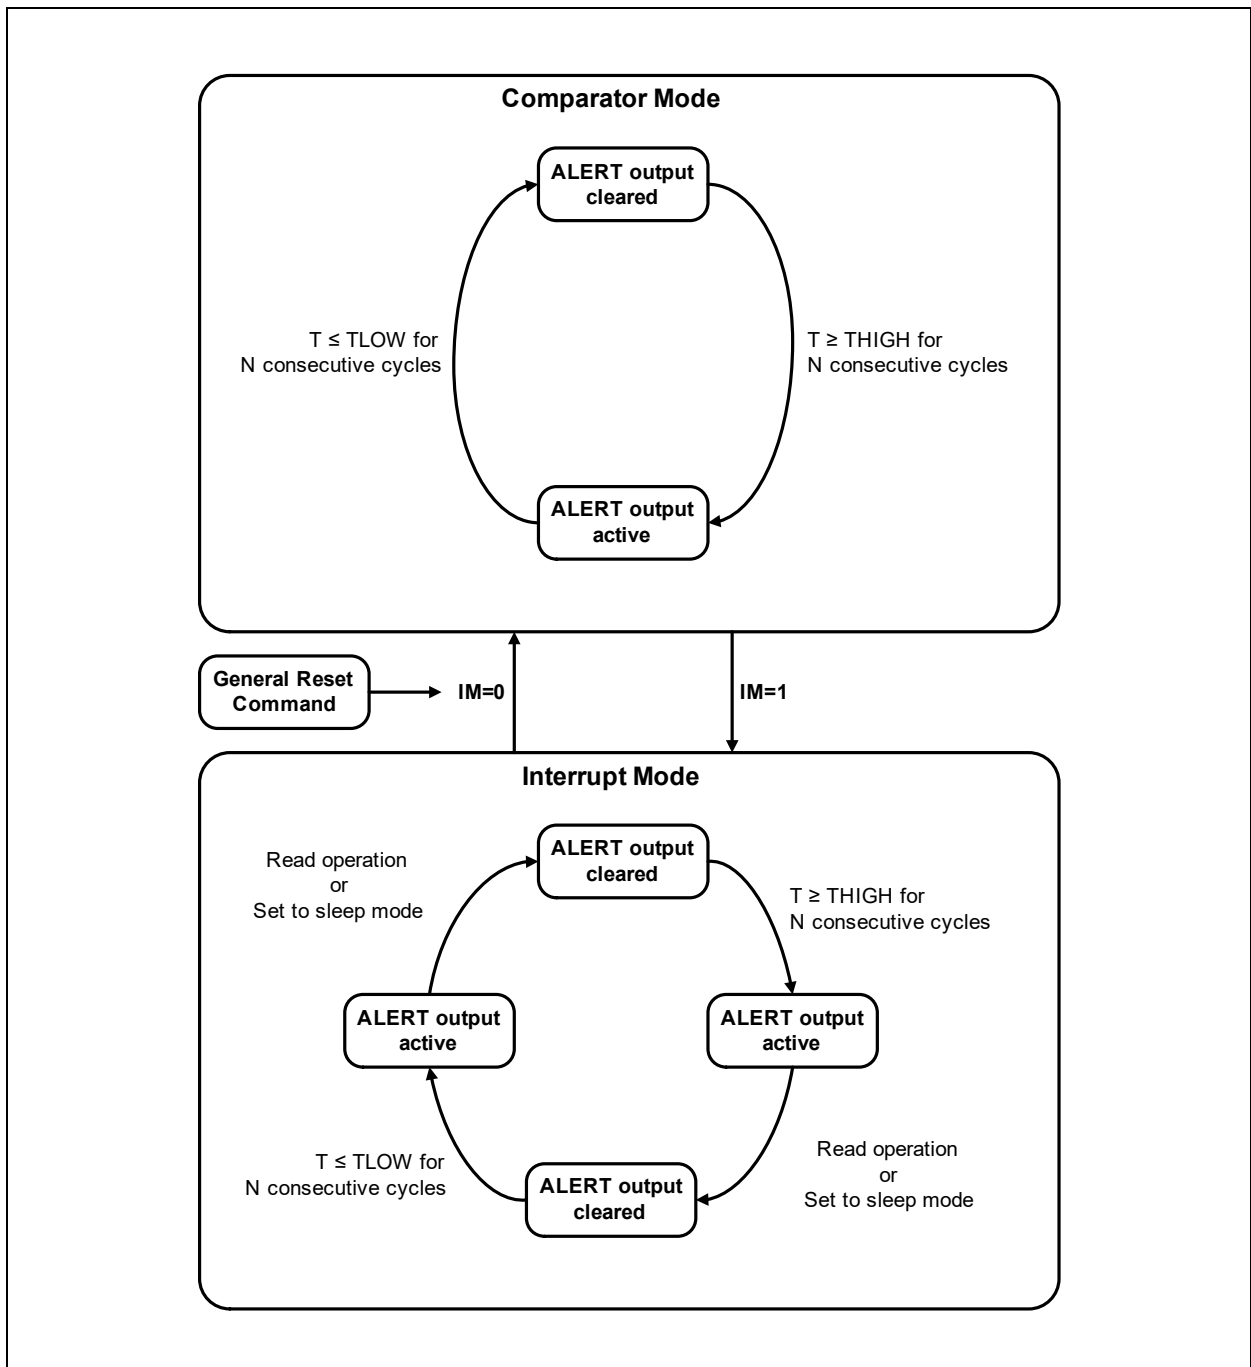 Comparator Mode
ALERT output
cleared
T ≤ TLOW for
N consecutive cycles
T ≥ THIGH for
N consecutive cycles
ALERT output
active
General Reset
Command
IM=0
IM=1
Interrupt Mode
ALERT output
cleared
Read operation
or
Set to sleep mode
T ≥ THIGH for
N consecutive cycles
ALERT output
active
ALERT output
active
T ≤ TLOW for
N consecutive cycles
Read operation
or
Set to sleep mode
ALERT output
cleared